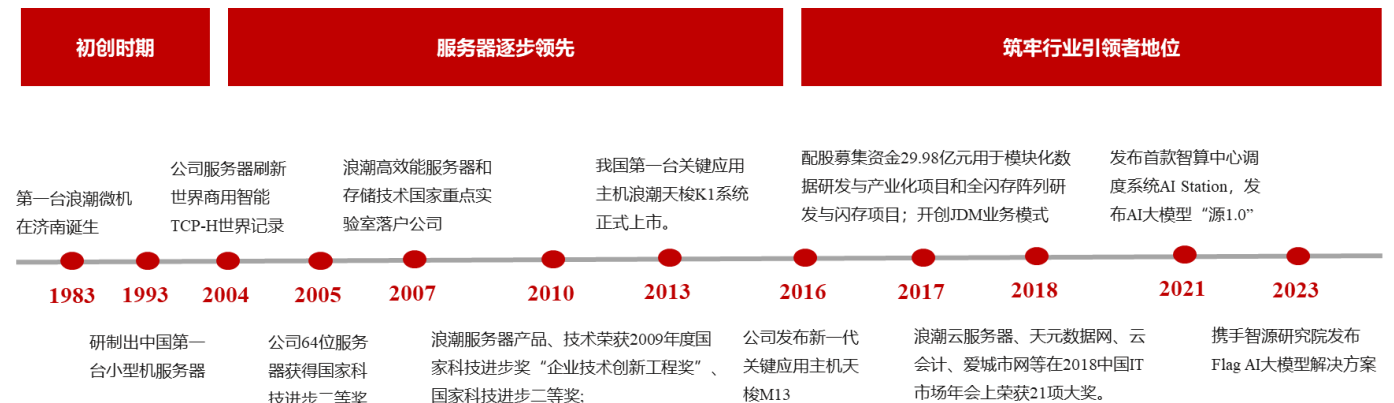 初创时期
服务器逐步领先
筑牢行业引领者地位
第一台浪潮微机
在济南诞生
公司服务器刷新
世界商用智能
TCP-H世界记录
浪潮高效能服务器和
存储技术国家重点实
验室落户公司
我国第一台关键应用
主机浪潮天梭K1系统
正式上市。
配股募集资金29.98亿元用于模块化数
据研发与产业化项目和全闪存阵列研
发与闪存项目；开创JDM业务模式
发布首款智算中心调
度系统AI Station，发
布AI大模型“源1.0”
1983
1993
2004
2005
2007
2010
2013
2016
2017
2018
2021
2023
研制出中国第一
台小型机服务器
公司64位服务
器获得国家科
技进步二等奖
浪潮服务器产品、技术荣获2009年度国
家科技进步奖“企业技术创新工程奖”、
国家科技进步二等奖;
公司发布新一代
关键应用主机天
梭M13
浪潮云服务器、天元数据网、云
会计、爱城市网等在2018中国IT
市场年会上荣获21项大奖。
携手智源研究院发布
Flag AI大模型解决方案